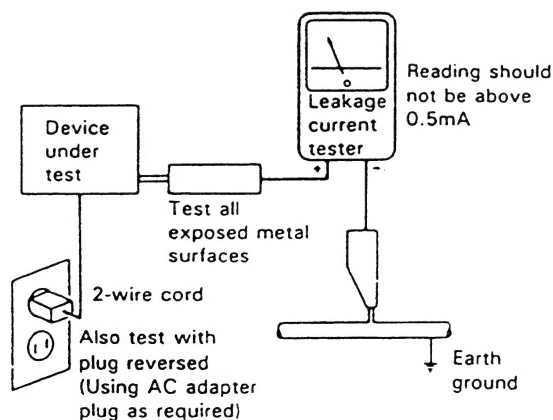 Reading should
not be above
0.5mA
Leakage
current
tester
+ -
Device
under
test
Test all
exposed metal
surfaces
2-wire cord
Also test with
plug reversed
(Using AC adapter
plug as required)
Earth
ground